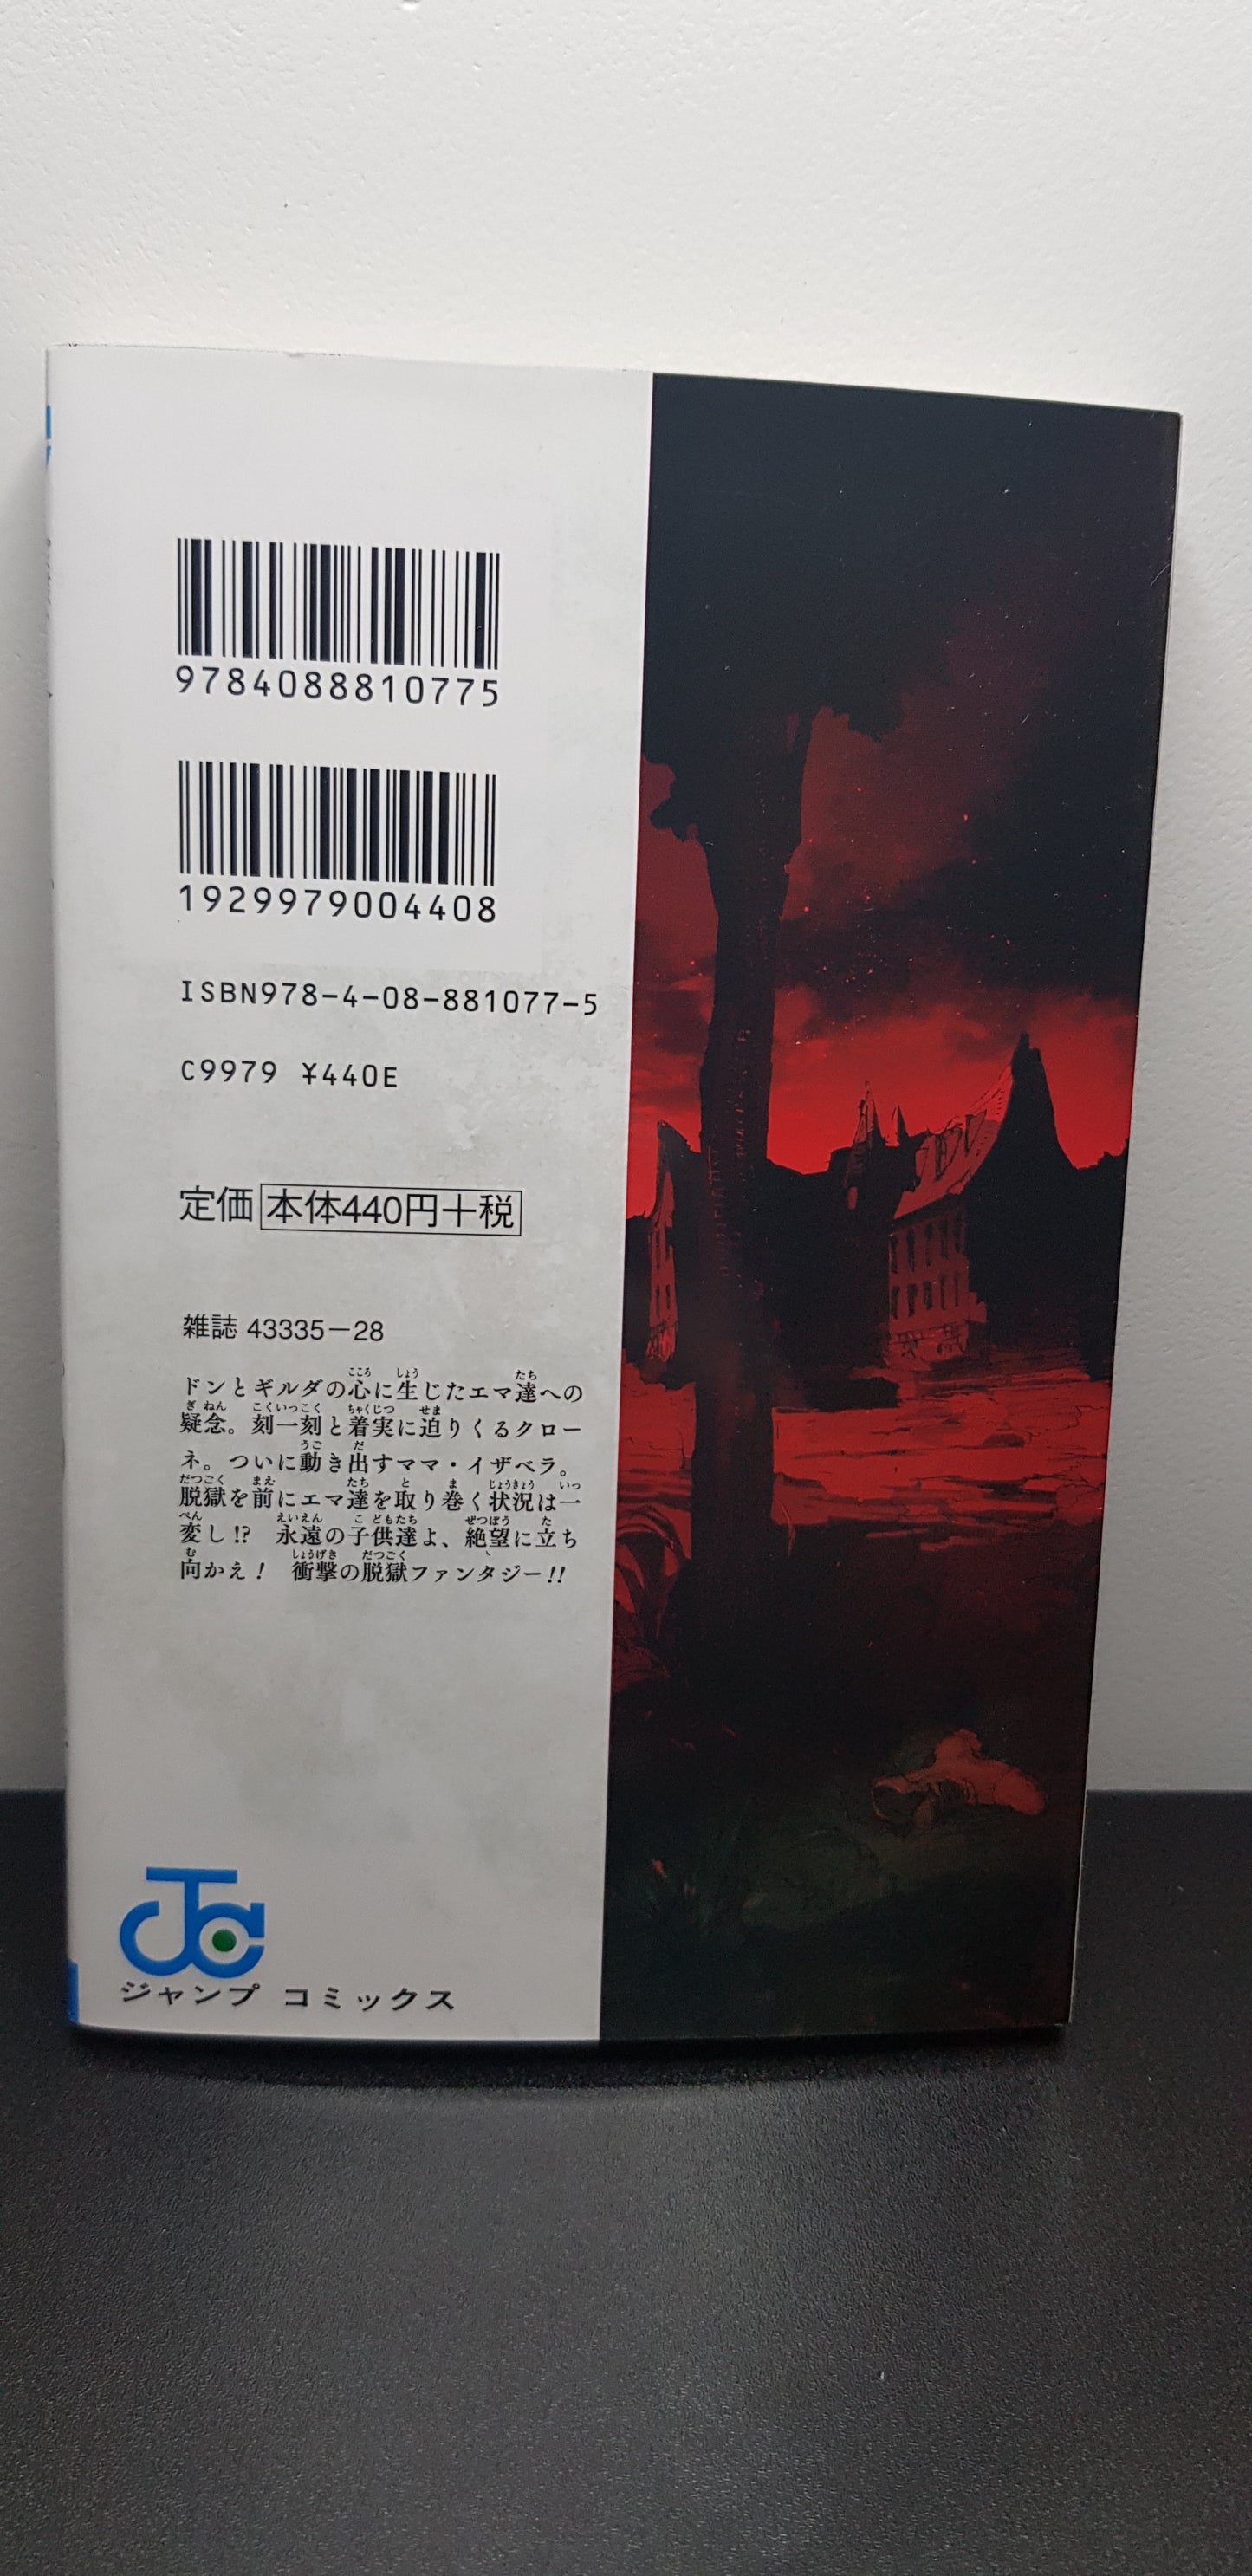 9784088810775
1929979004408
ISBN978-4-08-881077-5
C9979 ¥440E
定価 本体440円+税
雑誌 43335-28
ドンとギルダの心に生じたエマ達への
疑念。刻一刻と着実に迫りくるクロー
ネ。ついに動き出すママ・イザベラ。
脱獄を前にエマ達を取り巻く状況は一
変し!? 永遠の子供達よ、絶望に立ち
向かえ! 衝撃の脱獄ファンタジー!!
JC
ジャンプ コミックス